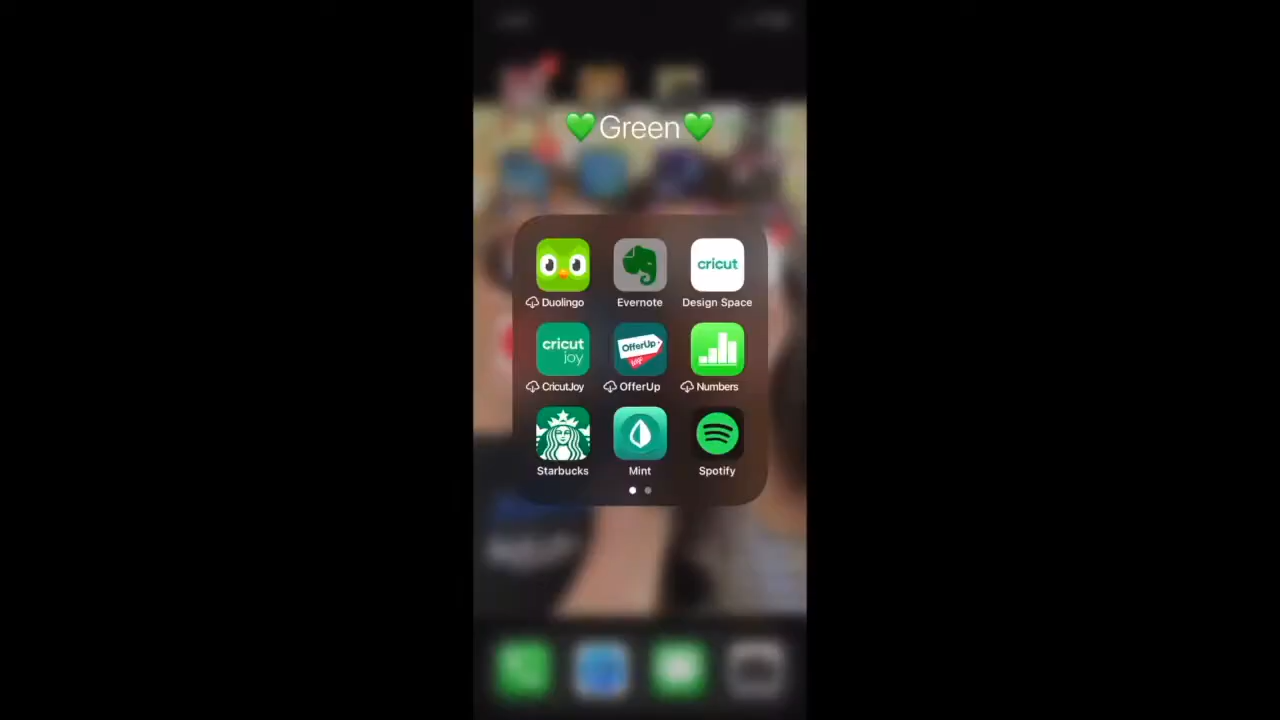 💚Green💚
cricut
Duolingo
Evernote
Design Space
cricut
joy
OfferUp
CricutJoy
OfferUp
Numbers
Starbucks
Mint
Spotify